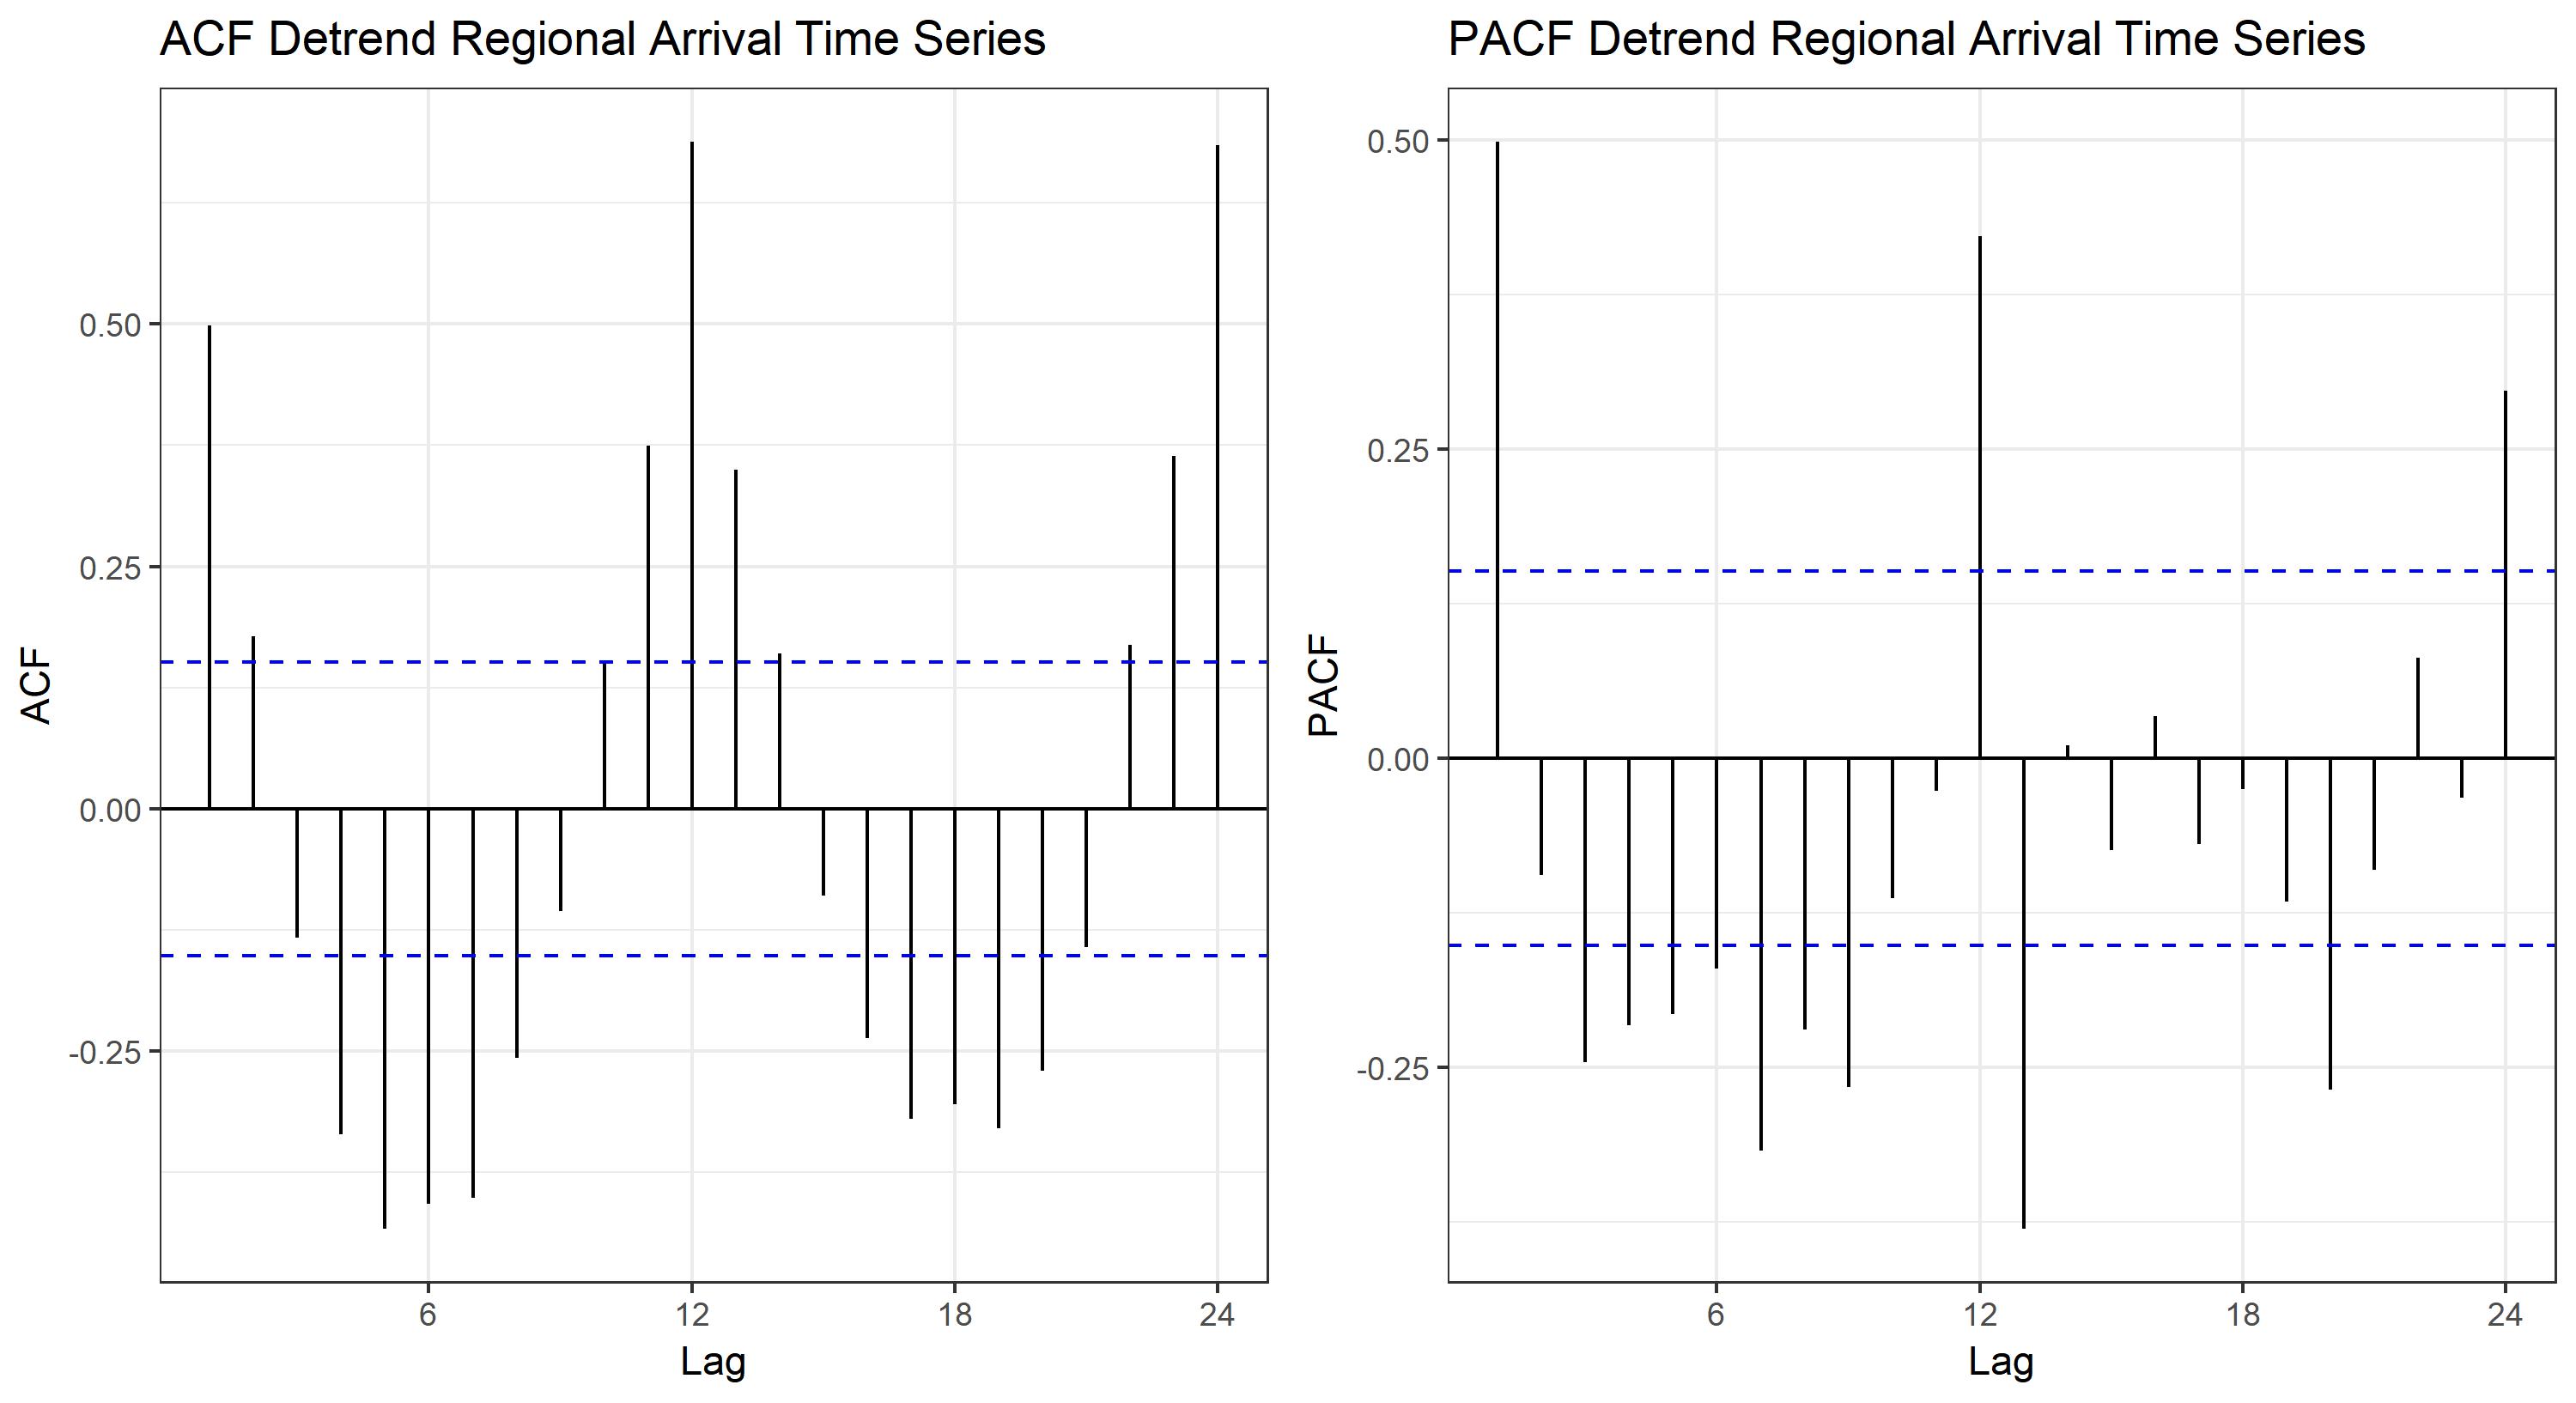 ACF Detrend Regional Arrival Time Series
ACF
0.50
0.25
0.00
-0.25
6 12 18 24
Lag
PACF Detrend Regional Arrival Time Series
PACF
0.50
0.25
0.00
-0.25
6 12 18 24
Lag